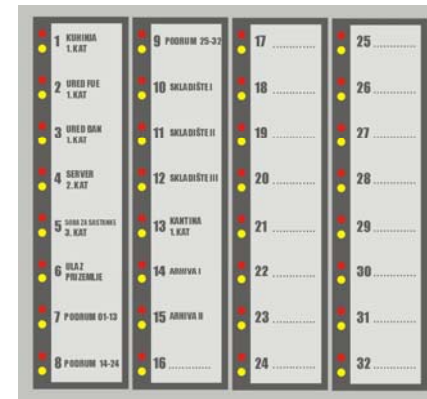 1 KUHINJA
1. KAT
2 URED FUE
1. KAT
3 URED DAN
1. KAT
4 SERVER
2. KAT
5 SOBA ZA SASTANKE
3. KAT
6 ULAZ
PRIZEMLJE
7 PODRUM 01-13
8 PODRUM 14-24
9 PODRUM 25-32
10 SKLADIŠTE I
11 SKLADIŠTE II
12 SKLADIŠTE III
13 KANTINA
1. KAT
14 ARHIVA I
15 ARHIVA II
16 ............
17 ............
18 ............
19 ............
20 ............
21 ............
22 ............
23 ............
24 ............
25 ............
26 ............
27 ............
28 ............
29 ............
30 ............
31 ............
32 ............